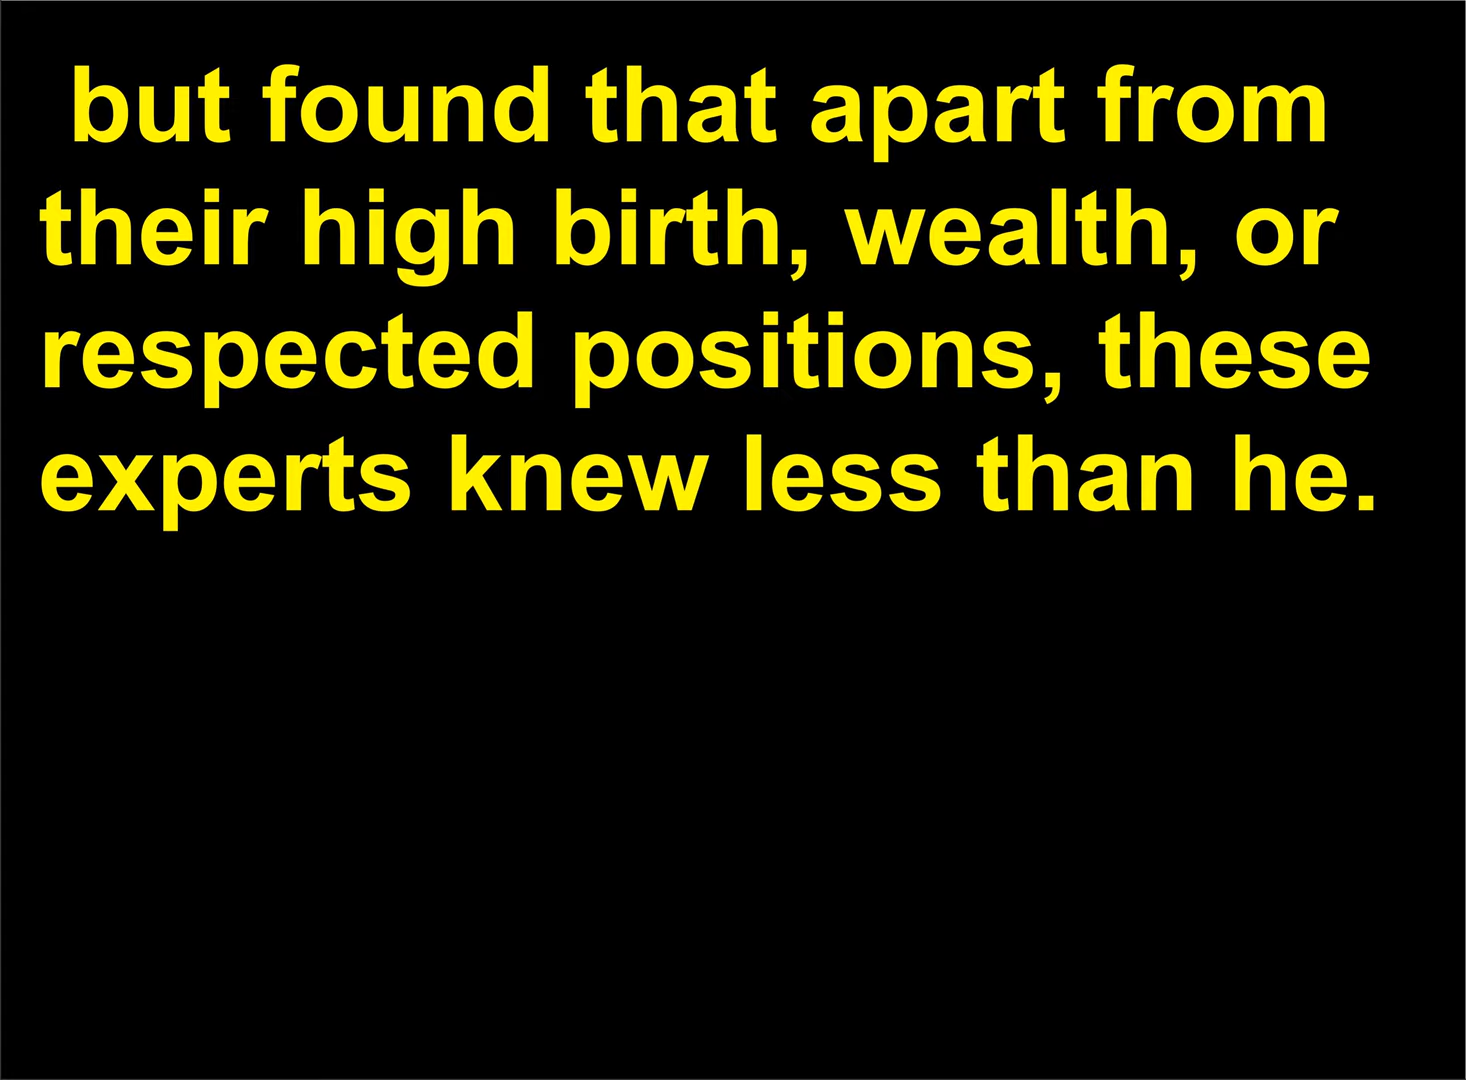 but found that apart from
their high birth, wealth, or
respected positions, these
experts knew less than he.